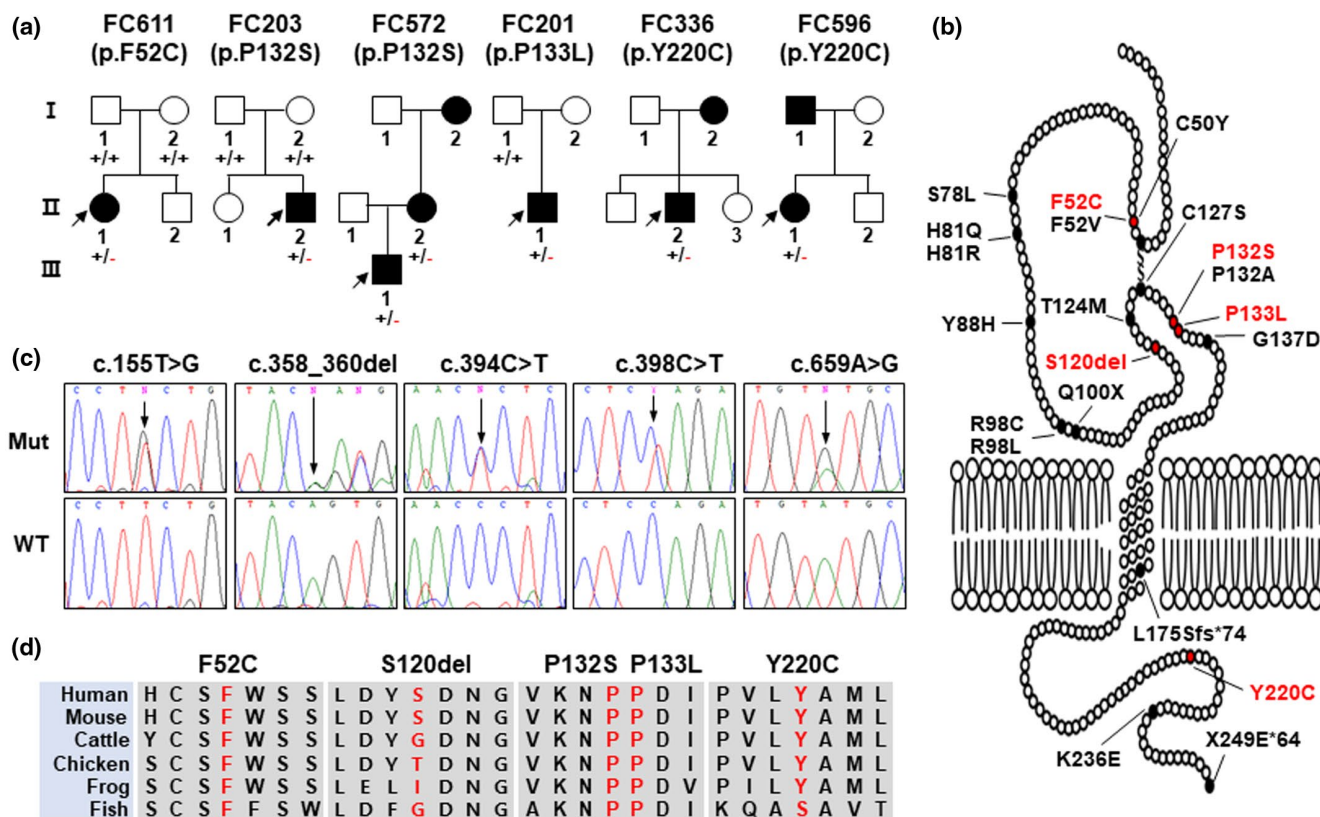 (a)
FC611 FC203 FC572 FC201 FC336 FC596
(p.F52C) (p.P132S) (p.P132S) (p.P133L) (p.Y220C) (p.Y220C)
I
1 2 1 2 1 2 1 2 1 2 1 2
+/+ +/+ +/+ +/+ +/+
II
1 2 1 2 1 2 1 1 2 3 1 2
+/- +/- +/- +/- +/- +/-
III
1
+/-
(b)
C50Y
S78L
F52C
F52V
C127S
H81Q
H81R
P132S
P132A
T124M
P133L
Y88H
G137D
S120del
Q100X
R98C
R98L
L175Sfs*74
Y220C
K236E
X249E*64
(c)
c.155T>G c.358_360del c.394C>T c.398C>T c.659A>G
Mut
C C T N C T G T A C N A N G A A C N C T C C T C Y A G A T G T N T G C
WT
C C T T C T G T A C A G T G A A C C C T C C T C C A G A T G T A T G C
(d)
F52C S120del P132S P133L Y220C
Human H C S F W S S L D Y S D N G V K N P P D I P V L Y A M L
Mouse H C S F W S S L D Y S D N G V K N P P D I P V L Y A M L
Cattle Y C S F W S S L D Y G D N G V K N P P D I P V L Y A M L
Chicken S C S F W S S L D Y T D N G V K N P P D I P V L Y A M L
Frog S C S F W S S L E L I D N G V K N P P D V P I L Y A M L
Fish S C S F F S W L D F G D N G A K N P P D I K Q A S A V T